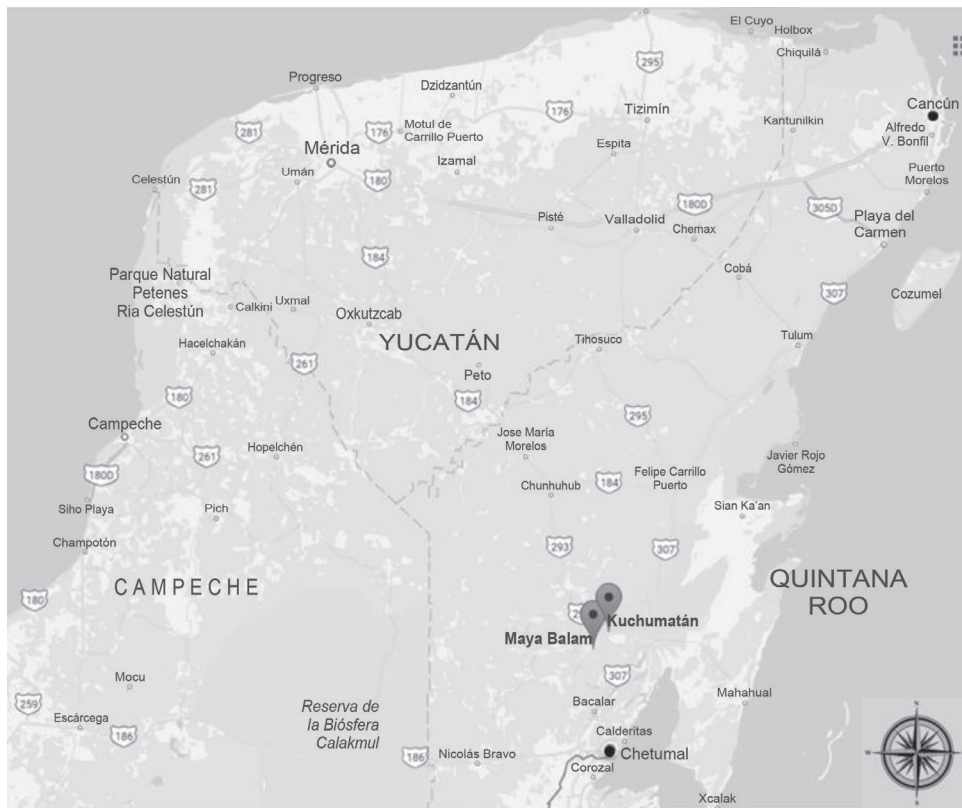 El Cuyo
Holbox
Chiquilá
295
Progreso
Dzidzantún
Tizimín
Cancún
Kantunilkin
281
176
Motul de
Carrillo Puerto
176
Alfredo
V. Bonfil
Mérida
Espita
Izamal
Umán
180
Puerto
Morelos
Celestún
281
180D
305D
Pisté
Valladolid
Chemax
Playa del
Carmen
184
Cobá
Parque Natural
Petenes
Ria Celestún
307
Cozumel
Calkini
Uxmal
Oxkutzcab
YUCATÁN
Hacelchakán
Tihosuco
Tulum
261
Peto
180
184
295
Campeche
Jose María
Morelos
Hopelchén
261
Javier Rojo
Gómez
180D
Chunhuhub
184
Felipe Carrillo
Puerto
Siho Playa
Pich
Sian Ka'an
Champotón
293
307
CAMPECHE
QUINTANA
ROO
180
Kuchumatán
Maya Balam
307
Mocu
259
Reserva de
la Biósfera
Calakmul
Mahahual
Bacalar
Escárcega
186
Calderitas
186
Nicolás Bravo
Chetumal
Corozal
Xcalak
N
W
E
S